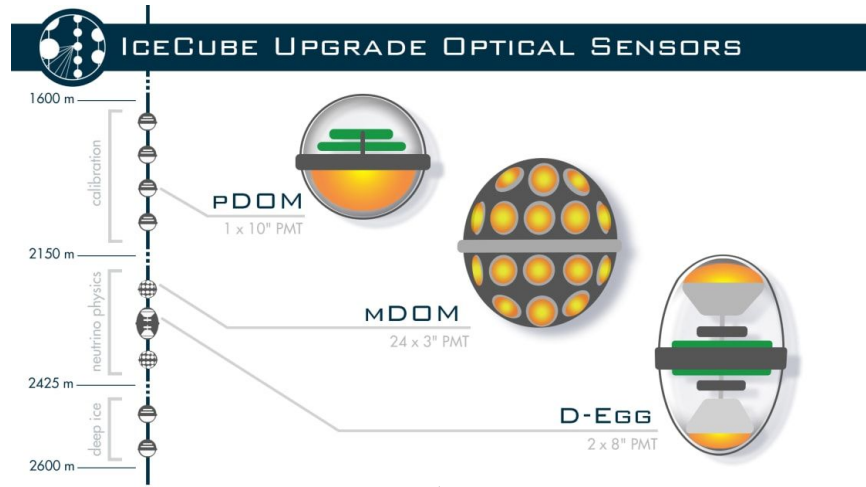 IceCube Upgrade Optical Sensors
1600 m
calibration
pDOM
1 x 10" PMT
2150 m
neutrino physics
mDOM
24 x 3" PMT
2425 m
D-Egg
2 x 8" PMT
deep ice
2600 m